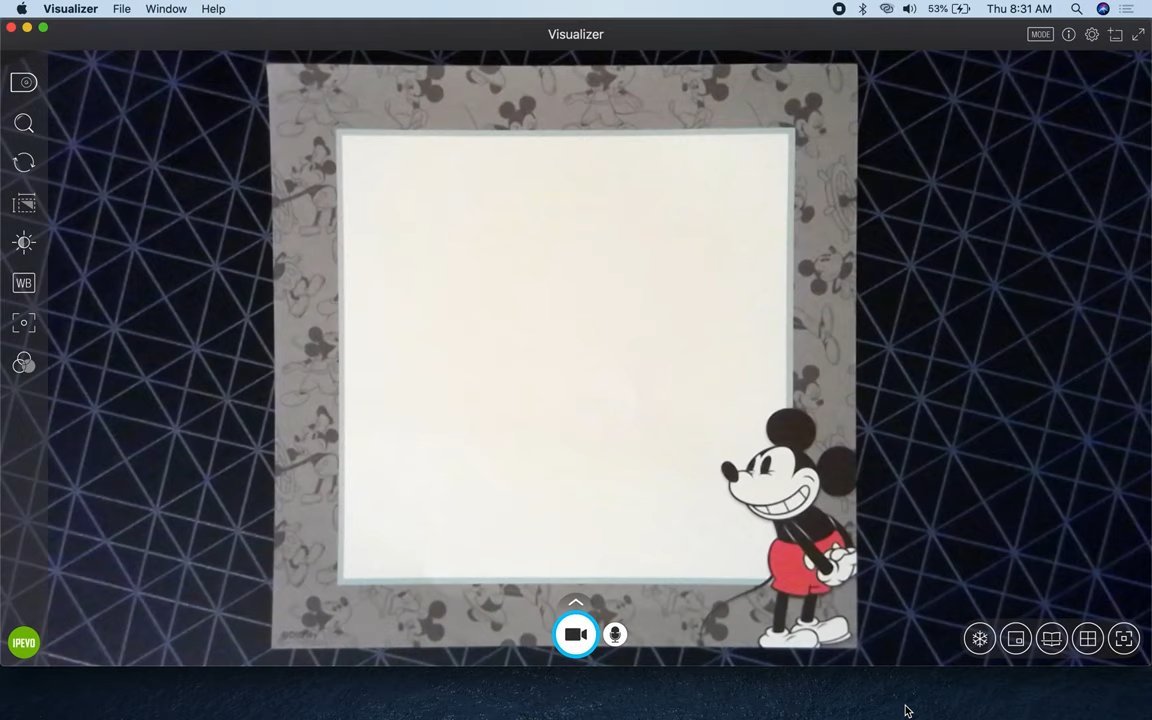 Visualizer File Window Help 53% Thu 8:31 AM
Visualizer
MODE
WB
IPEVO